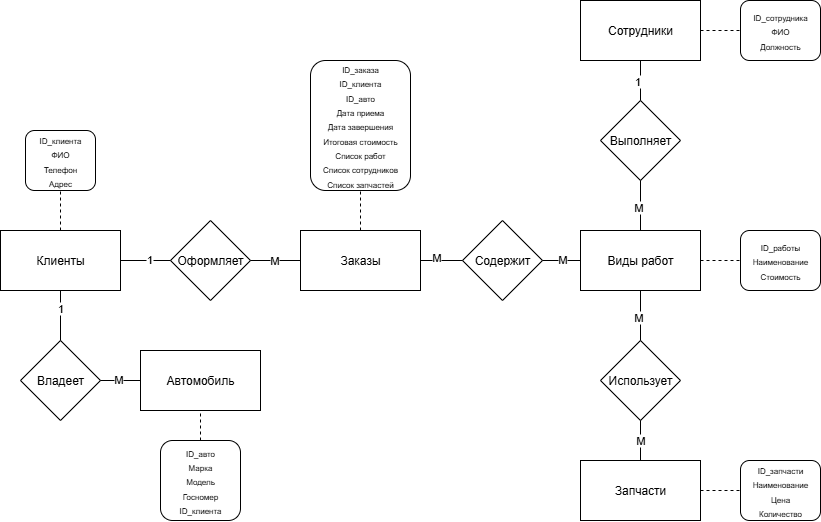 Сотрудники
ID_сотрудника
ФИО
Должность
1
Выполняет
М
ID_заказа
ID_клиента
ID_авто
Дата приема
Дата завершения
Итоговая стоимость
Список работ
Список сотрудников
Список запчастей
ID_клиента
ФИО
Телефон
Адрес
Клиенты
1
Оформляет
М
Заказы
М
Содержит
М
Виды работ
ID_работы
Наименование
Стоимость
1
Владеет
М
Автомобиль
ID_авто
Марка
Модель
Госномер
ID_клиента
М
Использует
М
Запчасти
ID_запчасти
Наименование
Цена
Количество